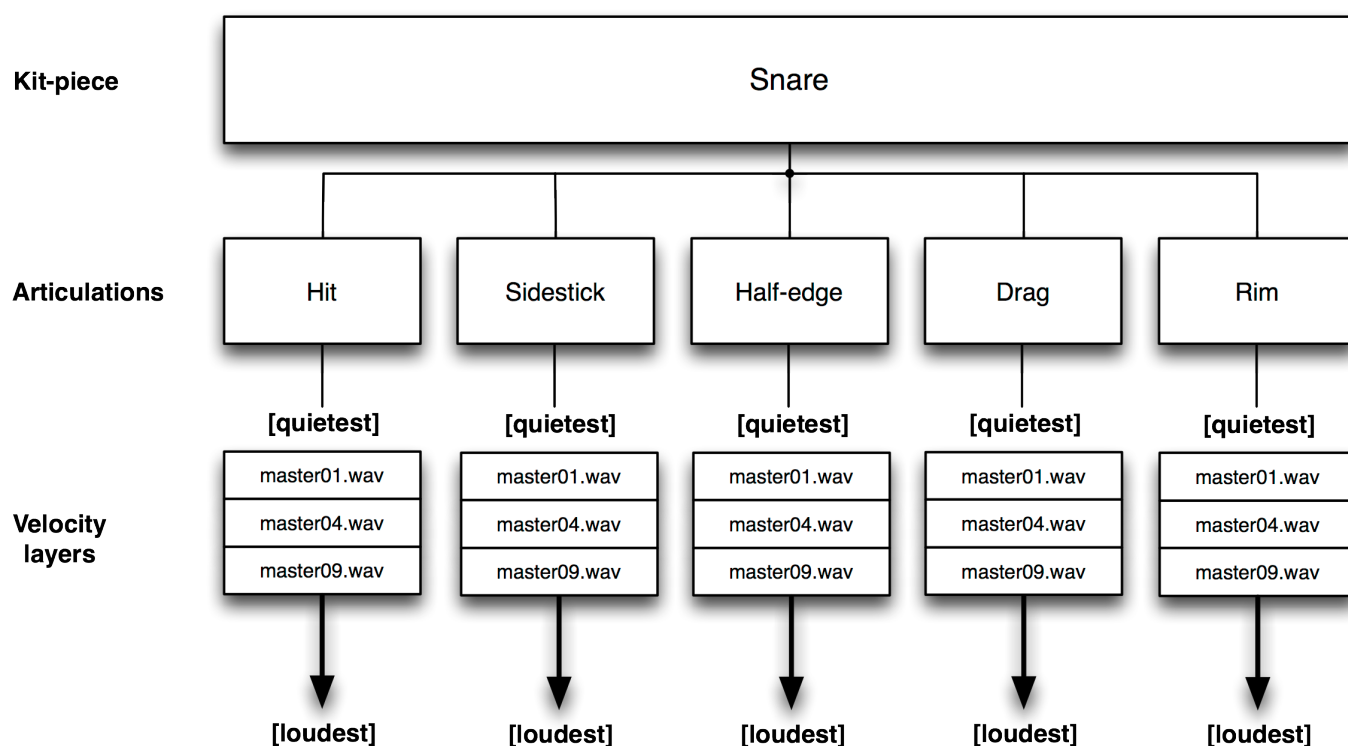 Kit-piece
Snare
Articulations
Hit
Sidestick
Half-edge
Drag
Rim
[quietest]
[quietest]
[quietest]
[quietest]
[quietest]
Velocity
layers
master01.wav
master01.wav
master01.wav
master01.wav
master01.wav
master04.wav
master04.wav
master04.wav
master04.wav
master04.wav
master09.wav
master09.wav
master09.wav
master09.wav
master09.wav
[loudest]
[loudest]
[loudest]
[loudest]
[loudest]